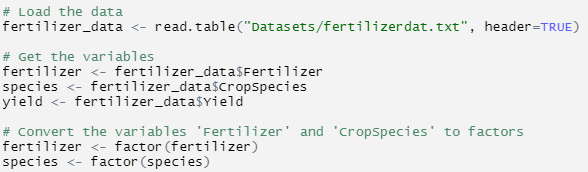 # Load the data
fertilizer_data <- read.table("Datasets/fertilizerdat.txt", header=TRUE)
# Get the variables
fertilizer <- fertilizer_data$Fertilizer
species <- fertilizer_data$CropSpecies
yield <- fertilizer_data$Yield
# Convert the variables 'Fertilizer' and 'CropSpecies' to factors
fertilizer <- factor(fertilizer)
species <- factor(species)